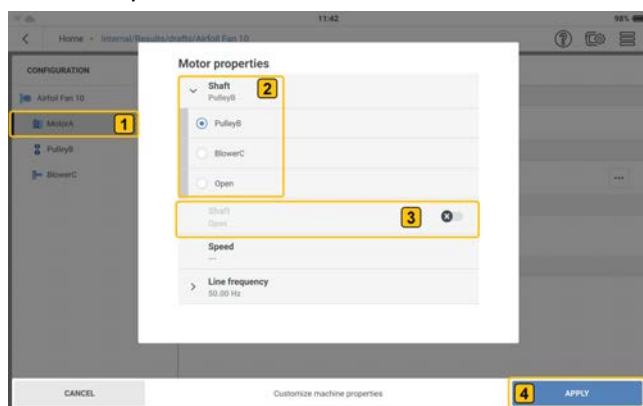 11:42
98%
Home • Internal/Results/drafts/Airfoil Fan 10
CONFIGURATION
Airfoil Fan 10
MotorA
1
PulleyB
BlowerC
Motor properties
Shaft
PulleyB
2
PulleyB
BlowerC
Open
Shaft
Open
3
Speed
---
Line frequency
50.00 Hz
CANCEL
Customize machine properties
4
APPLY